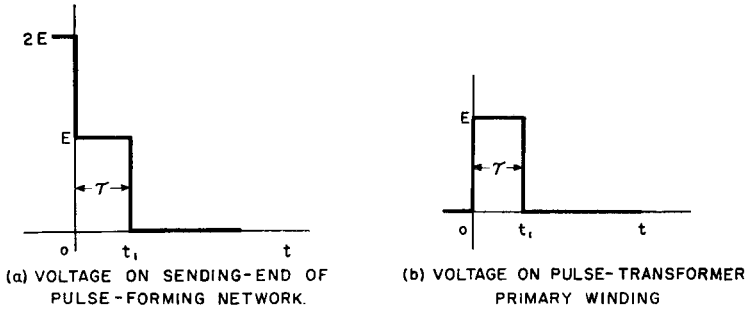 2E
E
τ
0
t₁
t
(a) VOLTAGE ON SENDING-END OF
PULSE-FORMING NETWORK.
E
τ
0
t₁
t
(b) VOLTAGE ON PULSE-TRANSFORMER
PRIMARY WINDING